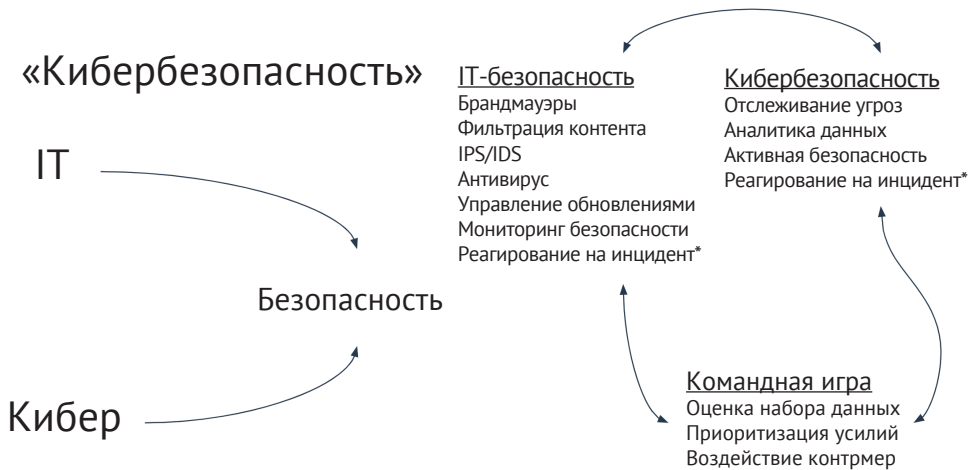 «Кибербезопасность»
IT
Безопасность
Кибер
IT-безопасность
Брандмауэры
Фильтрация контента
IPS/IDS
Антивирус
Управление обновлениями
Мониторинг безопасности
Реагирование на инцидент*
Кибербезопасность
Отслеживание угроз
Аналитика данных
Активная безопасность
Реагирование на инцидент*
Командная игра
Оценка набора данных
Приоритизация усилий
Воздействие контрмер